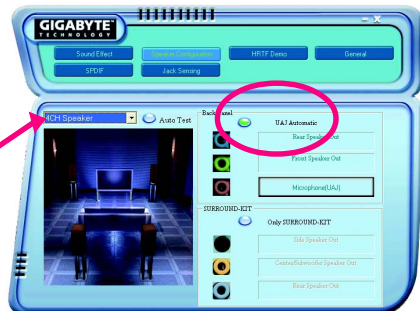 GIGABYTE™
TECHNOLOGY
Sound Effect
Speaker Configuration
HRTF Demo
General
SPDIF
Jack Sensing
4CH Speaker
Auto Test
Back Panel
UAJ Automatic
Rear Speaker Out
Front Speaker Out
Microphone(UAJ)
SURROUND-KIT
Only SURROUND-KIT
Side Speaker Out
Center/Subwoofer Speaker Out
Rear Speaker Out